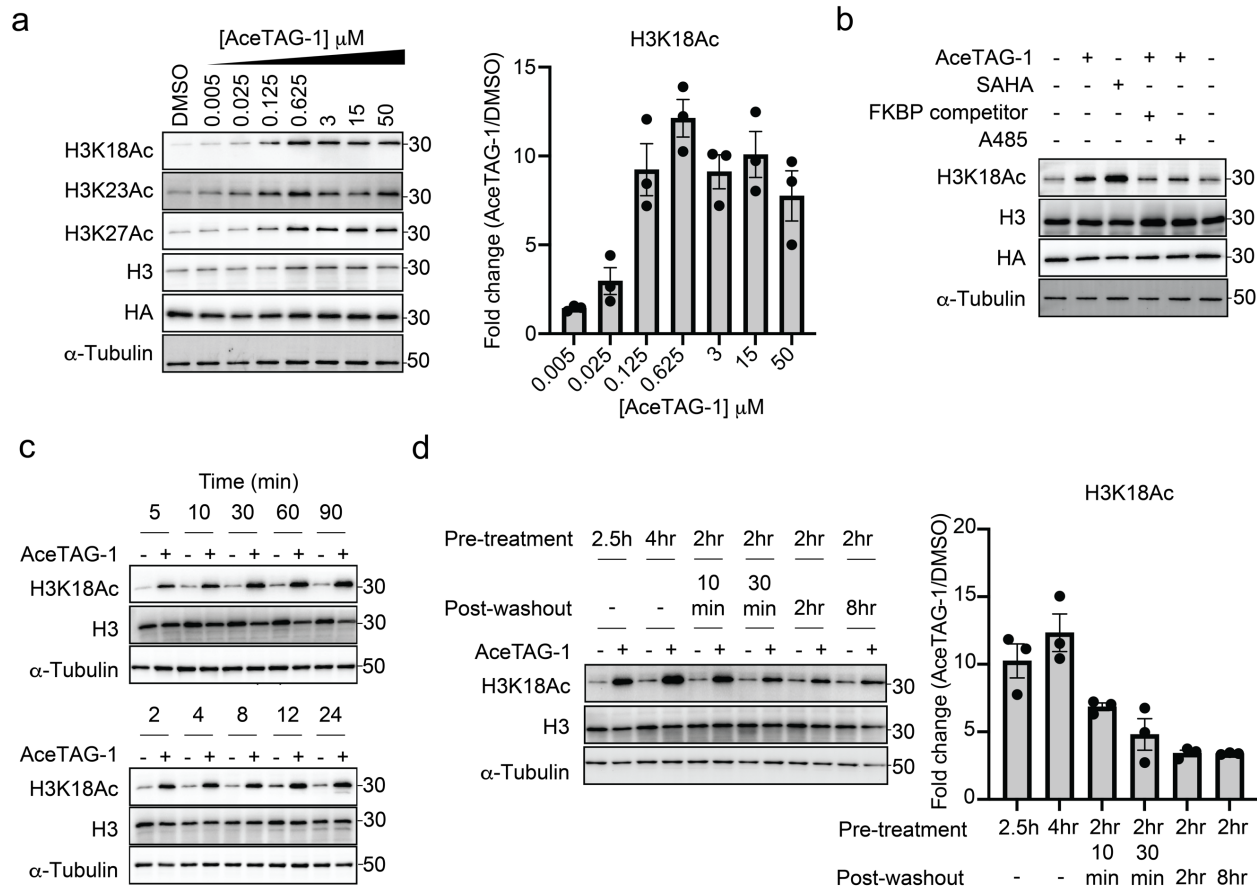 a
[AceTAG-1] μM
DMSO
0.005
0.025
0.125
0.625
3
15
50
H3K18Ac
30
H3K23Ac
30
H3K27Ac
30
H3
30
HA
30
α-Tubulin
50
H3K18Ac
Fold change (AceTAG-1/DMSO)
15
10
5
0
0.005
0.025
0.125
0.625
3
15
50
[AceTAG-1] μM
b
AceTAG-1 - + - + + -
SAHA - - + - - -
FKBP competitor - - - + - -
A485 - - - - + -
H3K18Ac 30
H3 30
HA 30
α-Tubulin 50
c
Time (min)
5 10 30 60 90
AceTAG-1 - + - + - + - + - +
H3K18Ac 30
H3 30
α-Tubulin 50
2 4 8 12 24
AceTAG-1 - + - + - + - + - +
H3K18Ac 30
H3 30
α-Tubulin 50
d
Pre-treatment 2.5h 4hr 2hr 2hr 2hr 2hr
10 30
Post-washout - - min min 2hr 8hr
AceTAG-1 - + - + - + - + - + - +
H3K18Ac 30
H3 30
α-Tubulin 50
H3K18Ac
Fold change (AceTAG-1/DMSO)
20
15
10
5
0
Pre-treatment 2.5h 4hr 2hr 2hr 2hr 2hr
10 30
Post-washout - - min min 2hr 8hr